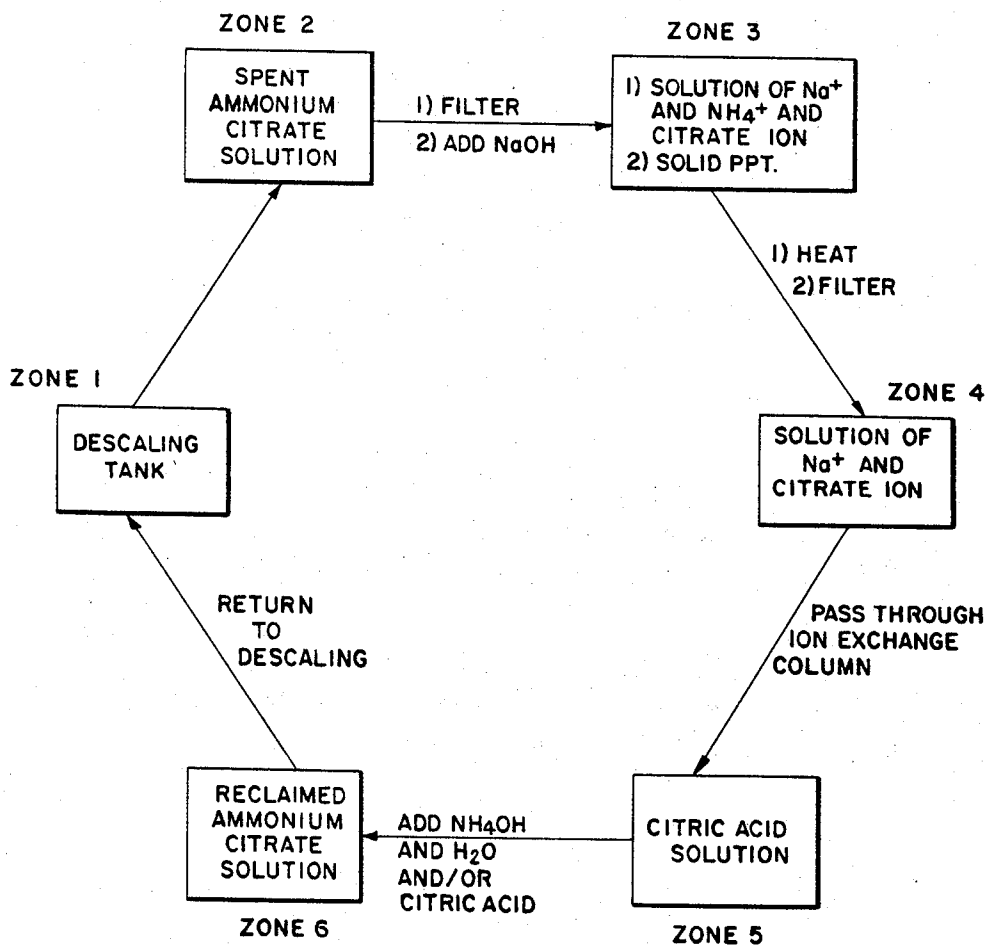 ZONE 2
SPENT
AMMONIUM
CITRATE
SOLUTION
1) FILTER
2) ADD NaOH
ZONE 3
1) SOLUTION OF Na⁺
AND NH₄⁺ AND
CITRATE ION
2) SOLID PPT.
1) HEAT
2) FILTER
ZONE 4
SOLUTION OF
Na⁺ AND
CITRATE ION
PASS THROUGH
ION EXCHANGE
COLUMN
CITRIC ACID
SOLUTION
ZONE 5
ADD NH₄OH
AND H₂O
AND/OR
CITRIC ACID
RECLAIMED
AMMONIUM
CITRATE
SOLUTION
ZONE 6
RETURN
TO
DESCALING
ZONE 1
DESCALING
TANK